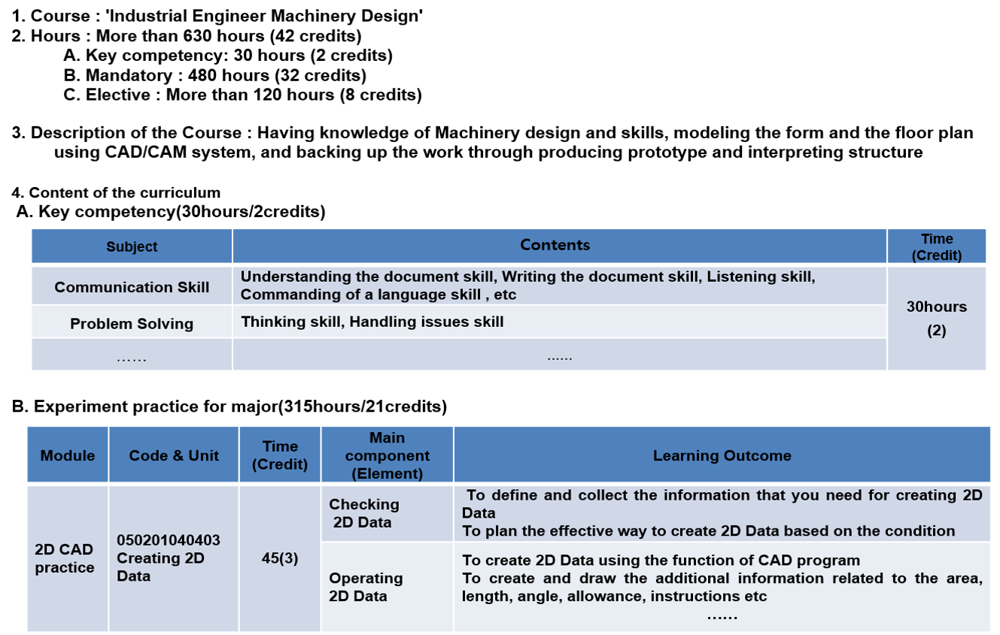 1. Course : 'Industrial Engineer Machinery Design'
2. Hours : More than 630 hours (42 credits)
A. Key competency: 30 hours (2 credits)
B. Mandatory : 480 hours (32 credits)
C. Elective : More than 120 hours (8 credits)
3. Description of the Course : Having knowledge of Machinery design and skills, modeling the form and the floor plan
using CAD/CAM system, and backing up the work through producing prototype and interpreting structure
4. Content of the curriculum
A. Key competency(30hours/2credits)
Subject
Contents
Time
(Credit)
Communication Skill
Understanding the document skill, Writing the document skill, Listening skill,
Commanding of a language skill , etc
30hours
(2)
Problem Solving
Thinking skill, Handling issues skill
......
......
B. Experiment practice for major(315hours/21credits)
Module
Code & Unit
Time
(Credit)
Main
component
(Element)
Learning Outcome
2D CAD
practice
050201040403
Creating 2D
Data
45(3)
Checking
2D Data
To define and collect the information that you need for creating 2D
Data
To plan the effective way to create 2D Data based on the condition
Operating
2D Data
To create 2D Data using the function of CAD program
To create and draw the additional information related to the area,
length, angle, allowance, instructions etc
......